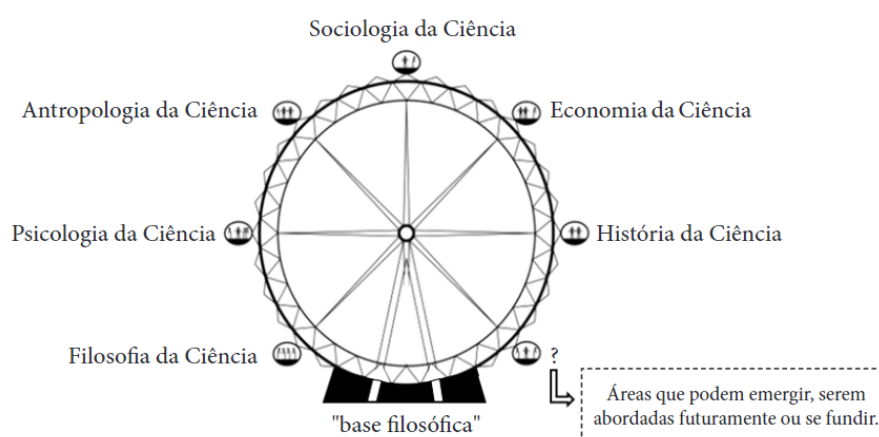 Sociologia da Ciência
Antropologia da Ciência
Economia da Ciência
Psicologia da Ciência
História da Ciência
Filosofia da Ciência
?
Áreas que podem emergir, serem
abordadas futuramente ou se fundir.
"base filosófica"